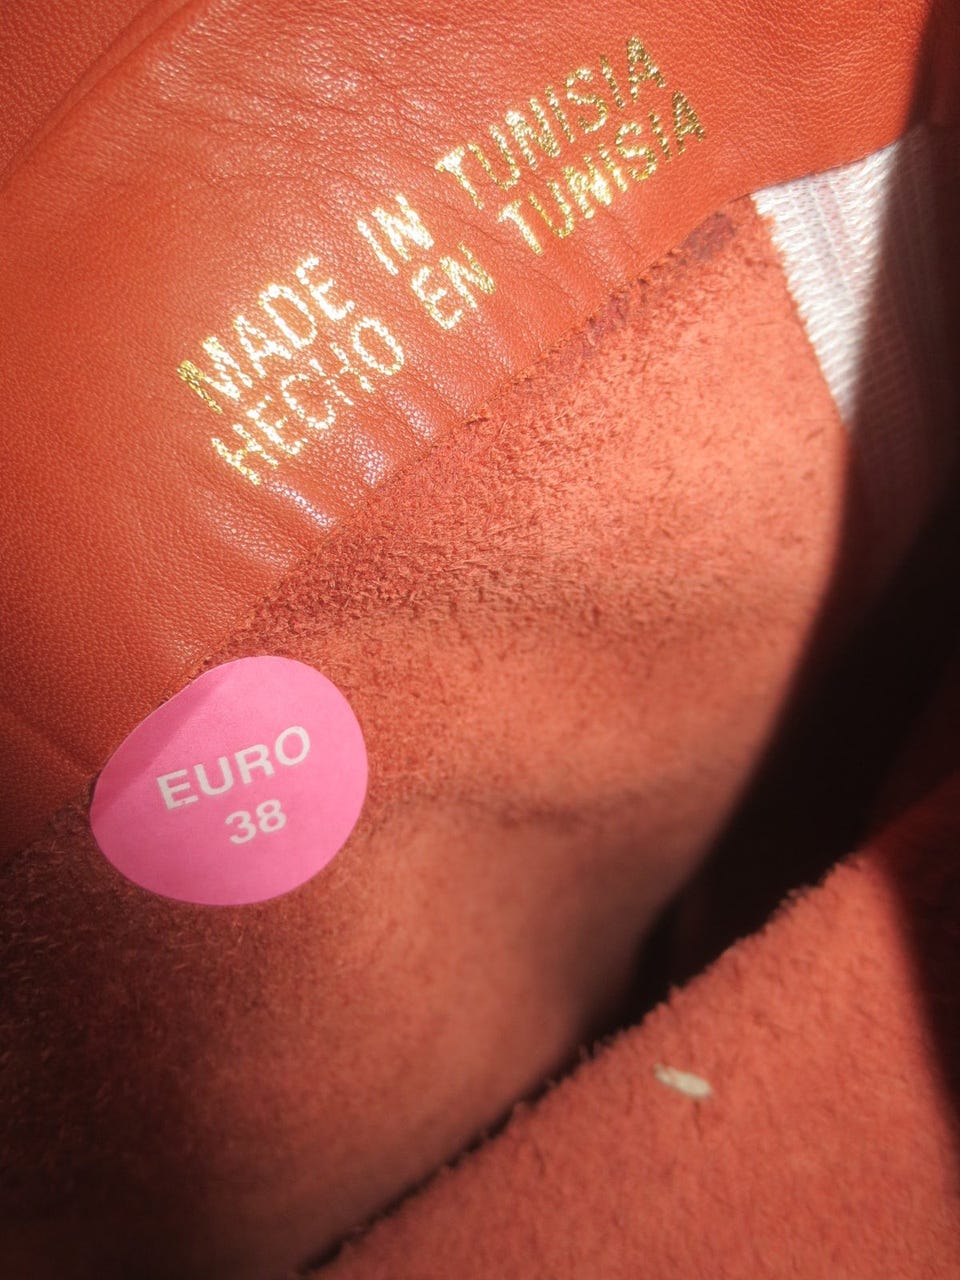 MADE IN TUNISIA
HECHO EN TUNISIA
EURO
38